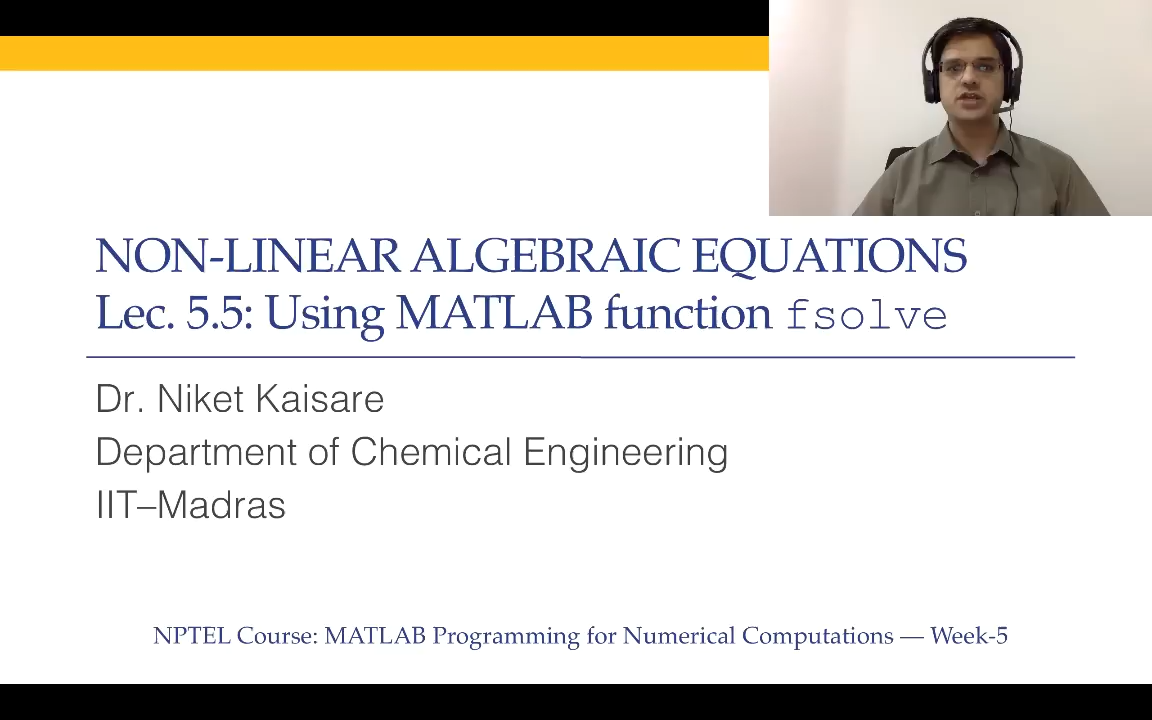 NON-LINEAR ALGEBRAIC EQUATIONS
Lec. 5.5: Using MATLAB function fsolve
Dr. Niket Kaisare
Department of Chemical Engineering
IIT–Madras
NPTEL Course: MATLAB Programming for Numerical Computations — Week-5